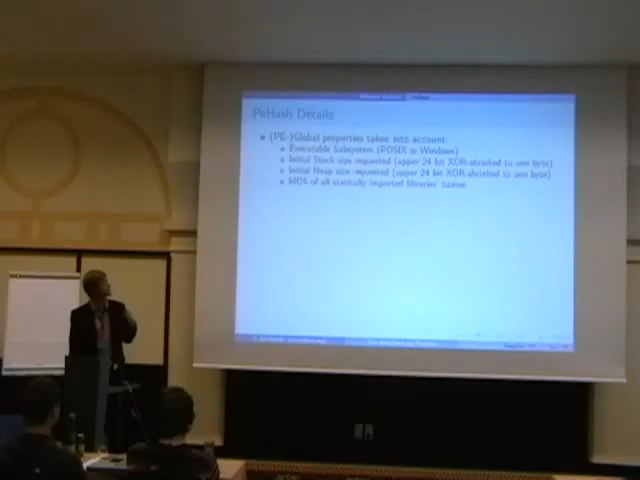 PeHash Details
(PE-)Global properties taken into account:
Executable Subsystem (POSIX or Windows)
Initial Stack size requested (upper 24 bit XOR-shrinked to one byte)
Initial Heap size requested (upper 24 bit XOR-shrinked to one byte)
MD5 of all statically imported libraries' names